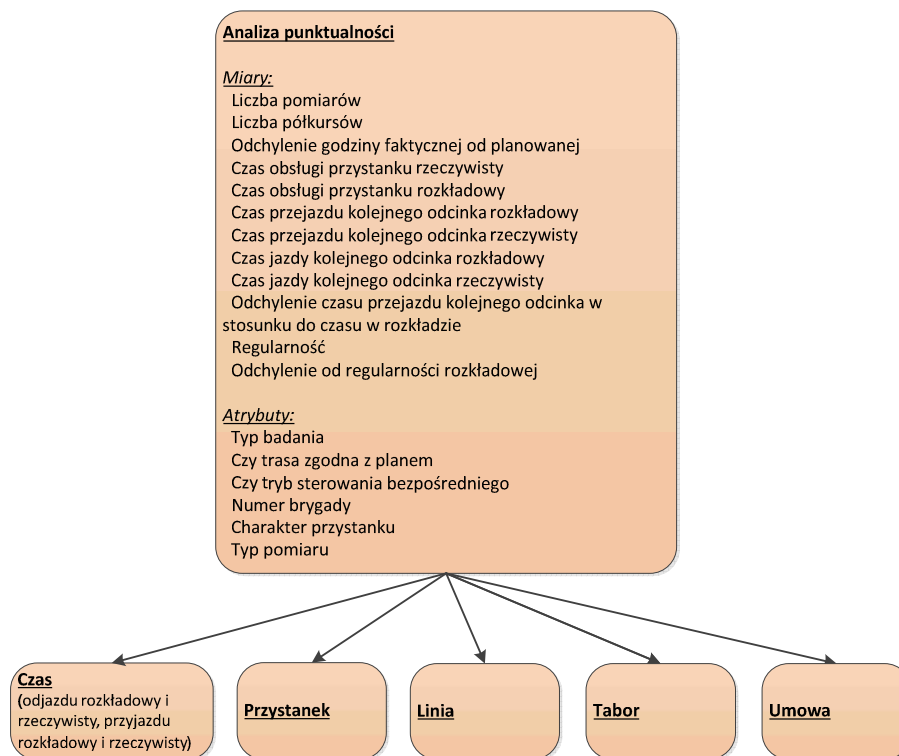 Analiza punktualności
Miary:
Liczba pomiarów
Liczba półkursów
Odchylenie godziny faktycznej od planowanej
Czas obsługi przystanku rzeczywisty
Czas obsługi przystanku rozkładowy
Czas przejazdu kolejnego odcinka rozkładowy
Czas przejazdu kolejnego odcinka rzeczywisty
Czas jazdy kolejnego odcinka rozkładowy
Czas jazdy kolejnego odcinka rzeczywisty
Odchylenie czasu przejazdu kolejnego odcinka w
stosunku do czasu w rozkładzie
Regularność
Odchylenie od regularności rozkładowej
Atrybuty:
Typ badania
Czy trasa zgodna z planem
Czy tryb sterowania bezpośredniego
Numer brygady
Charakter przystanku
Typ pomiaru
Czas
(odjazdu rozkładowy i
rzeczywisty, przyjazdu
rozkładowy i rzeczywisty)
Przystanek
Linia
Tabor
Umowa